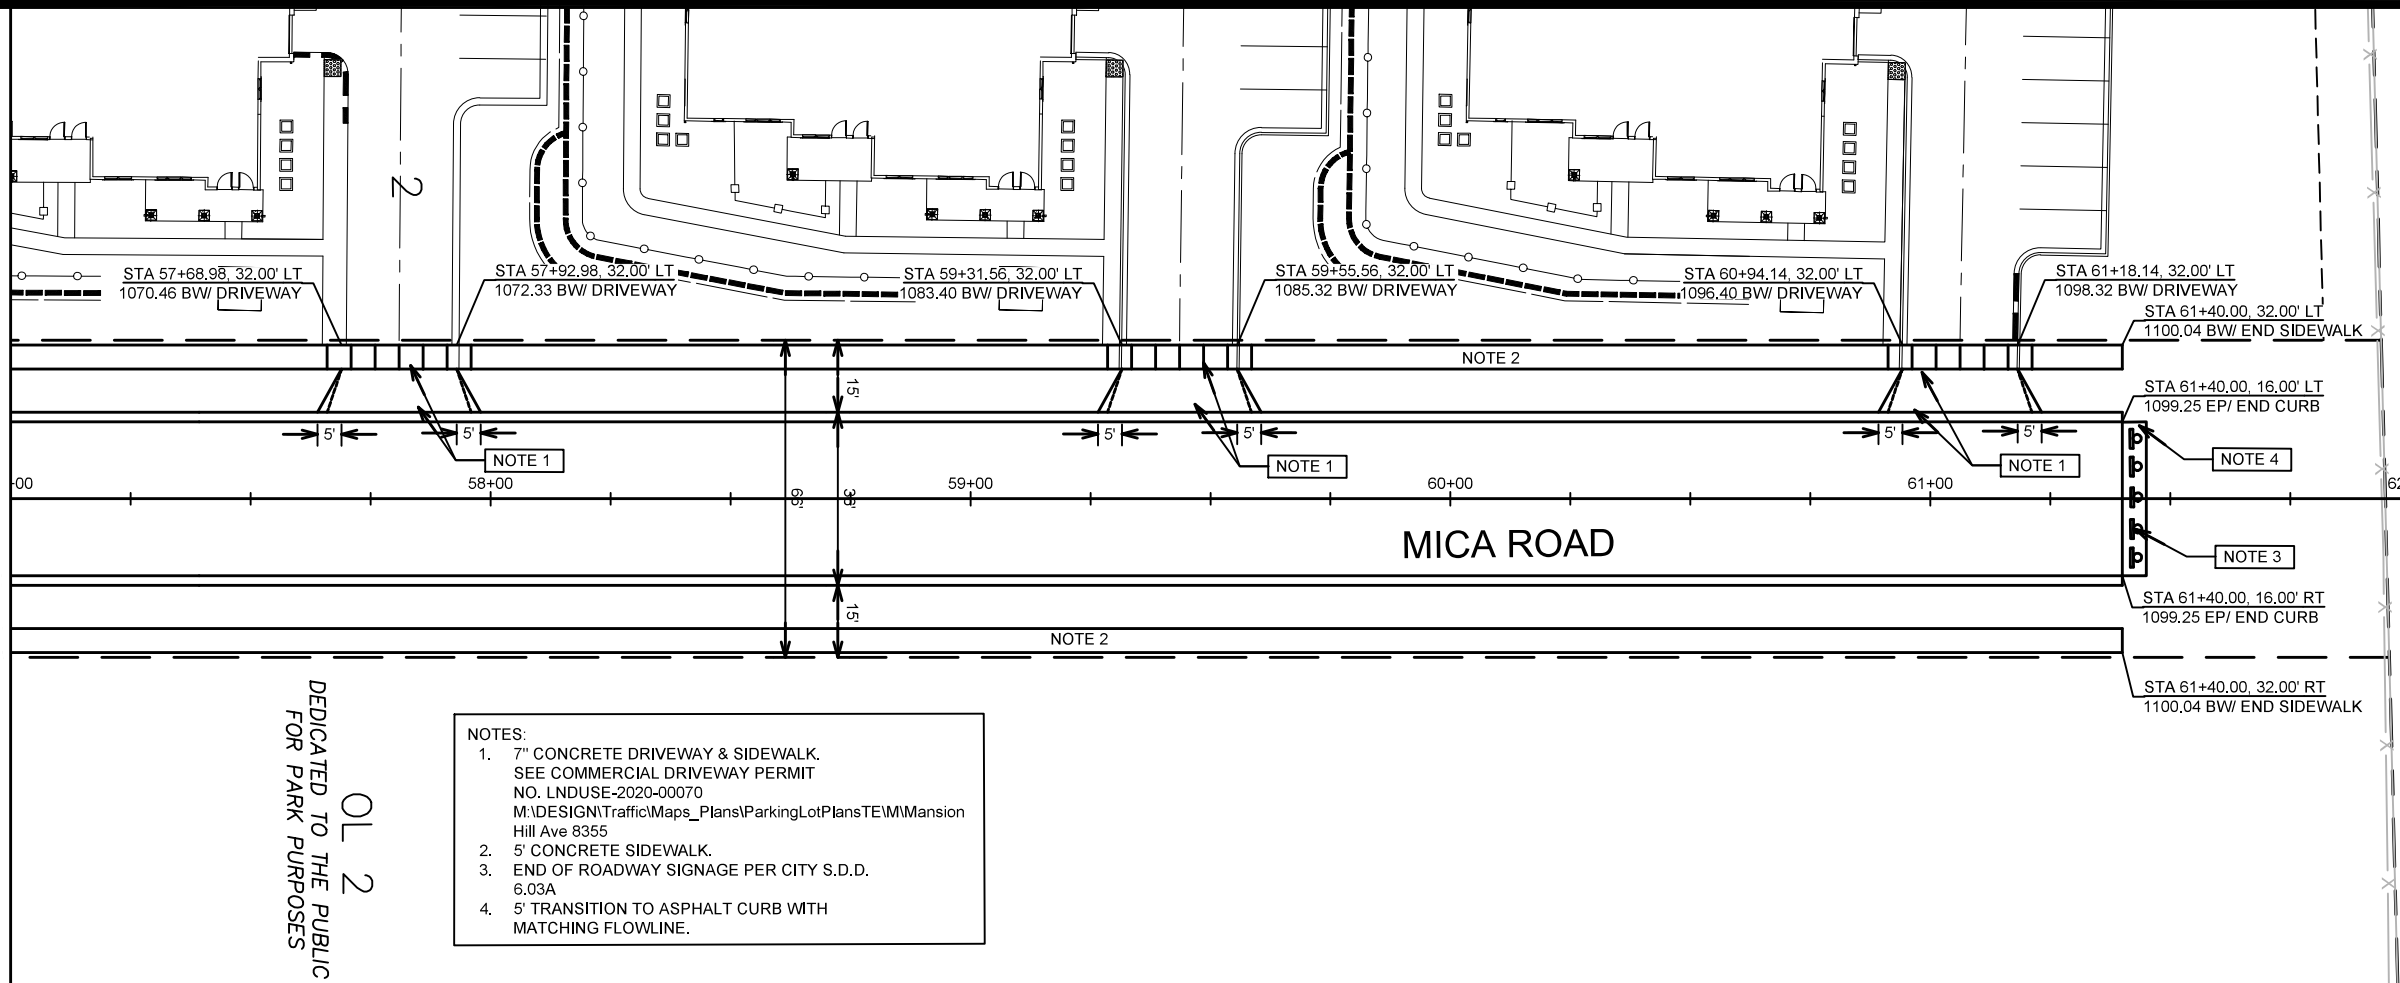 2
STA 57+68.98, 32.00' LT
1070.46 BW/ DRIVEWAY
STA 57+92.98, 32.00' LT
1072.33 BW/ DRIVEWAY
STA 59+31.56, 32.00' LT
1083.40 BW/ DRIVEWAY
STA 59+55.56, 32.00' LT
1085.32 BW/ DRIVEWAY
STA 60+94.14, 32.00' LT
1096.40 BW/ DRIVEWAY
STA 61+18.14, 32.00' LT
1098.32 BW/ DRIVEWAY
STA 61+40.00, 32.00' LT
1100.04 BW/ END SIDEWALK
NOTE 2
15'
STA 61+40.00, 16.00' LT
1099.25 EP/ END CURB
5'
5'
5'
5'
5'
5'
NOTE 1
NOTE 1
NOTE 1
NOTE 4
-00
58+00
59+00
60+00
61+00
62
66'
36'
MICA ROAD
NOTE 3
15'
STA 61+40.00, 16.00' RT
1099.25 EP/ END CURB
NOTE 2
STA 61+40.00, 32.00' RT
1100.04 BW/ END SIDEWALK
OL 2
DEDICATED TO THE PUBLIC
FOR PARK PURPOSES
NOTES:
1. 7" CONCRETE DRIVEWAY & SIDEWALK.
SEE COMMERCIAL DRIVEWAY PERMIT
NO. LNDUSE-2020-00070
M:\DESIGN\Traffic\Maps_Plans\ParkingLotPlansTE\M\Mansion
Hill Ave 8355
2. 5' CONCRETE SIDEWALK.
3. END OF ROADWAY SIGNAGE PER CITY S.D.D.
6.03A
4. 5' TRANSITION TO ASPHALT CURB WITH
MATCHING FLOWLINE.